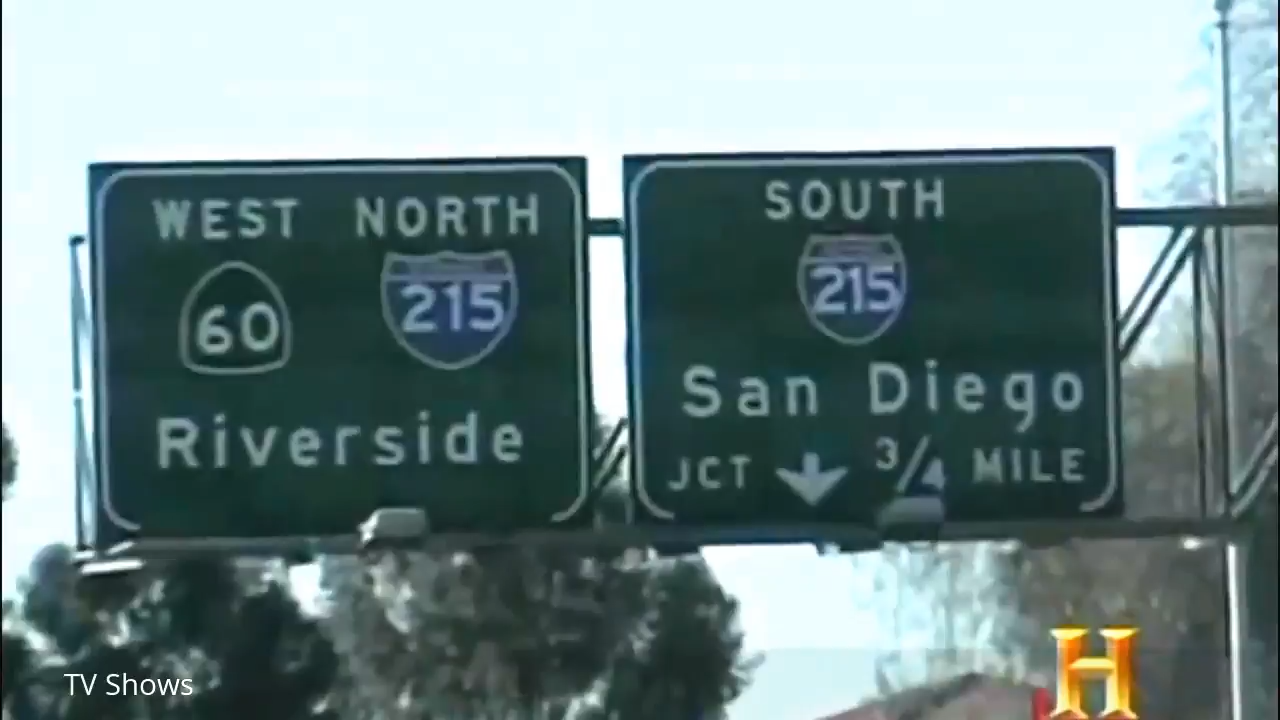 WEST NORTH
60 215
Riverside
SOUTH
215
San Diego
JCT 3/4 MILE
TV Shows
H